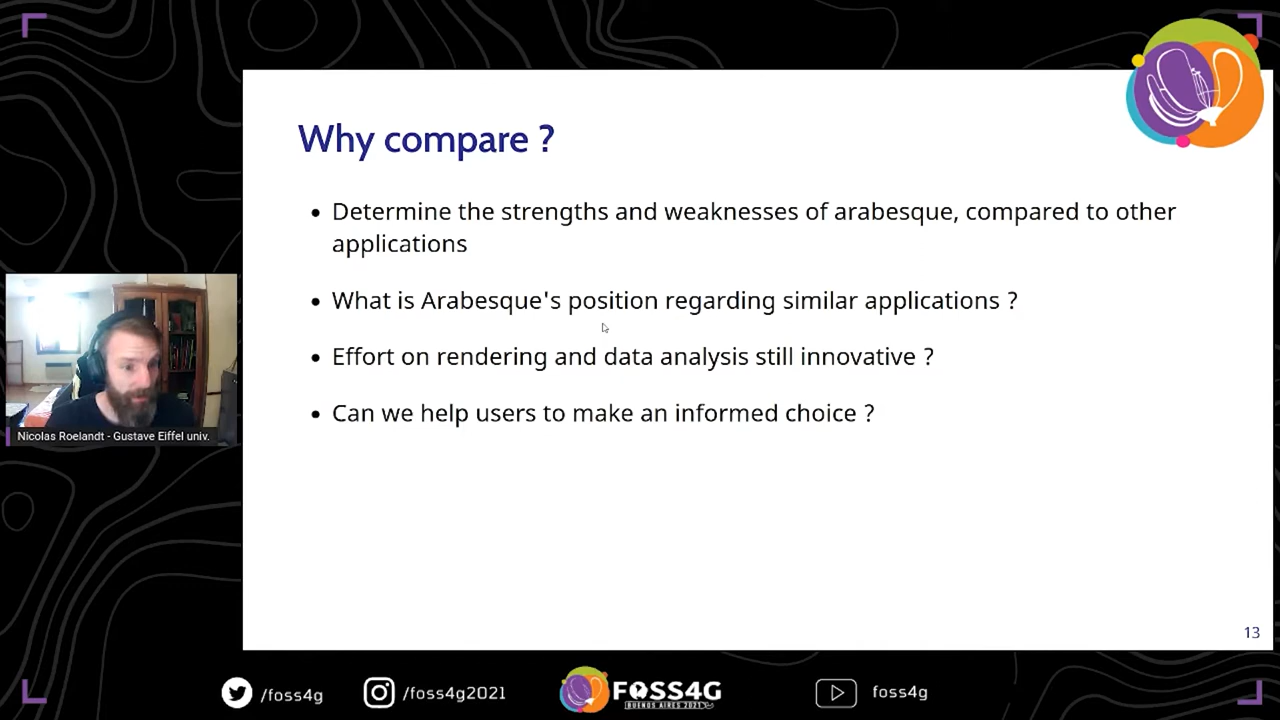 Why compare ?
Determine the strengths and weaknesses of arabesque, compared to other
applications
What is Arabesque's position regarding similar applications ?
Effort on rendering and data analysis still innovative ?
Can we help users to make an informed choice ?
Nicolas Roelandt - Gustave Eiffel univ.
13
/foss4g
/foss4g2021
FOSS4G
BUENOS AIRES 2021
foss4g